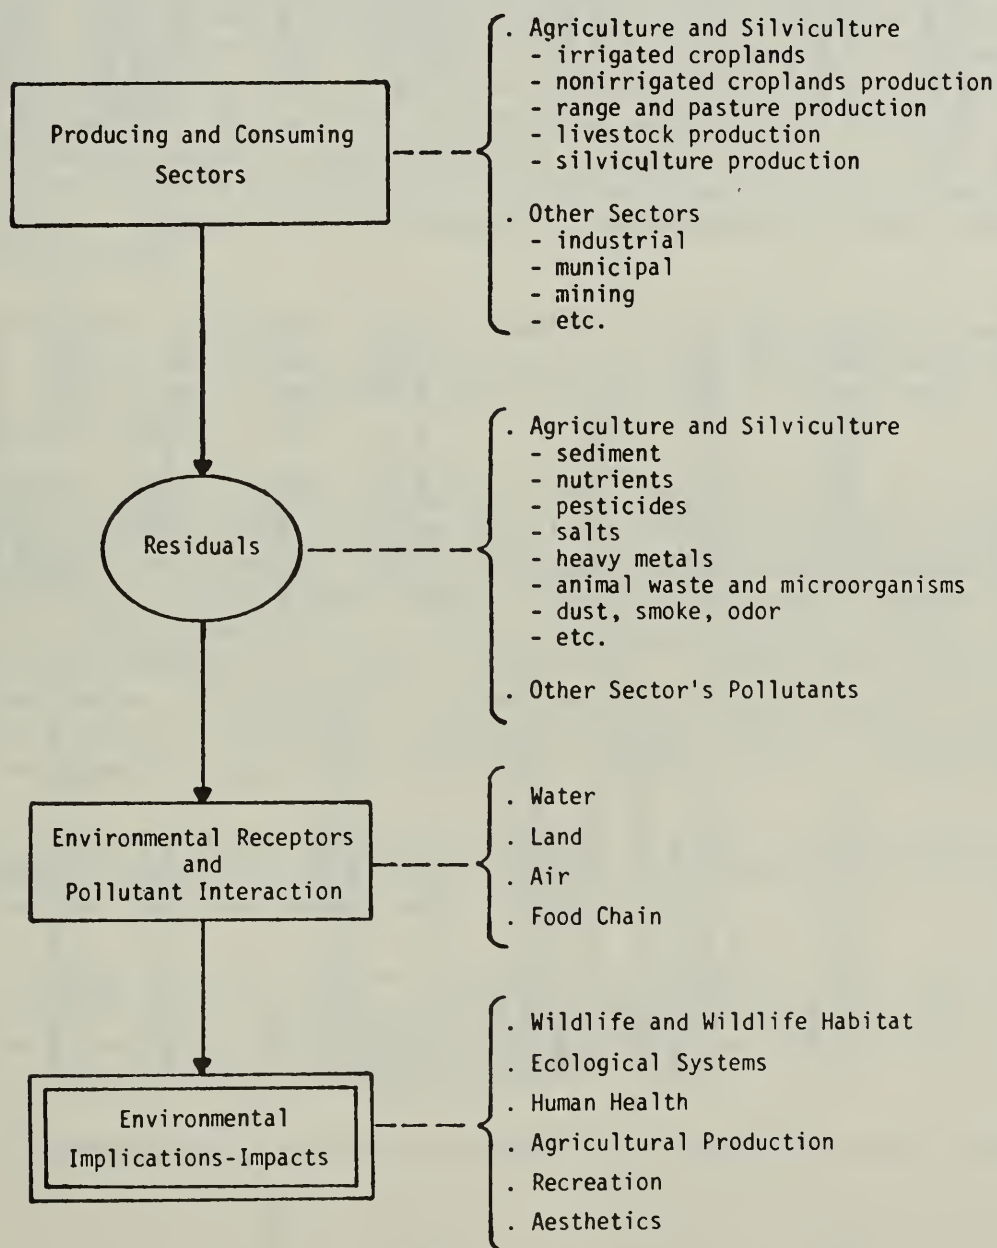 Producing and Consuming
Sectors
. Agriculture and Silviculture
- irrigated croplands
- nonirrigated croplands production
- range and pasture production
- livestock production
- silviculture production
. Other Sectors
- industrial
- municipal
- mining
- etc.
Residuals
. Agriculture and Silviculture
- sediment
- nutrients
- pesticides
- salts
- heavy metals
- animal waste and microorganisms
- dust, smoke, odor
- etc.
. Other Sector's Pollutants
Environmental Receptors
and
Pollutant Interaction
. Water
. Land
. Air
. Food Chain
Environmental
Implications-Impacts
. Wildlife and Wildlife Habitat
. Ecological Systems
. Human Health
. Agricultural Production
. Recreation
. Aesthetics